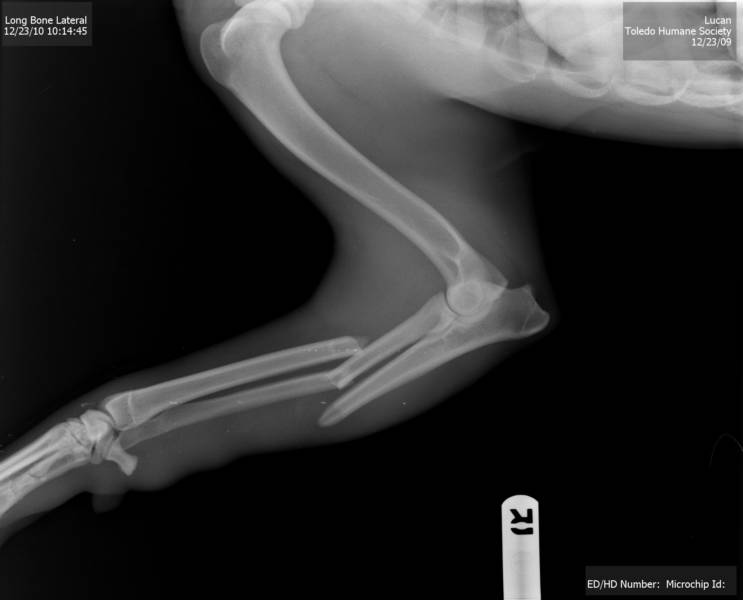 Long Bone Lateral
12/23/10 10:14:45
Lucan
Toledo Humane Society
12/23/09
ED/HD Number: Microchip Id: